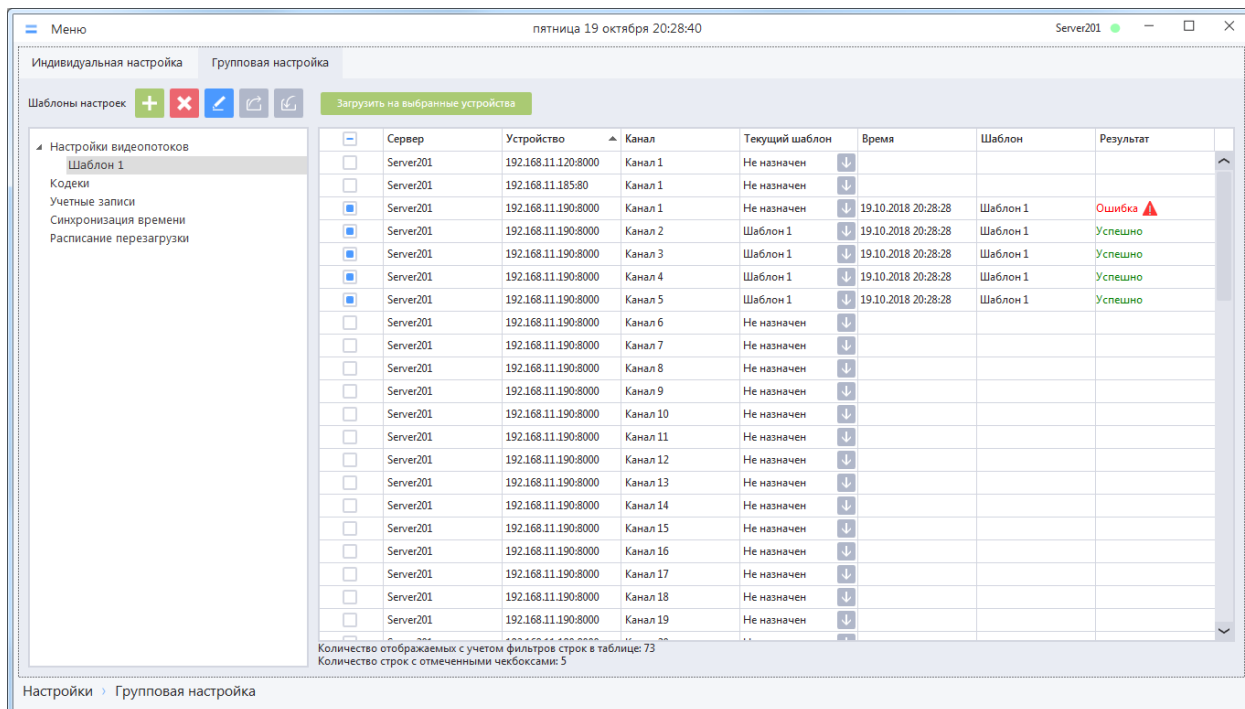 Меню пятница 19 октября 20:28:40 Server201
Индивидуальная настройка Групповая настройка
Шаблоны настроек Загрузить на выбранные устройства
Настройки видеопотоков
Шаблон 1
Кодеки
Учетные записи
Синхронизация времени
Расписание перезагрузки
Сервер Устройство Канал Текущий шаблон Время Шаблон Результат
Server201 192.168.11.120:8000 Канал 1 Не назначен
Server201 192.168.11.185:80 Канал 1 Не назначен
Server201 192.168.11.190:8000 Канал 1 Не назначен 19.10.2018 20:28:28 Шаблон 1 Ошибка
Server201 192.168.11.190:8000 Канал 2 Шаблон 1 19.10.2018 20:28:28 Шаблон 1 Успешно
Server201 192.168.11.190:8000 Канал 3 Шаблон 1 19.10.2018 20:28:28 Шаблон 1 Успешно
Server201 192.168.11.190:8000 Канал 4 Шаблон 1 19.10.2018 20:28:28 Шаблон 1 Успешно
Server201 192.168.11.190:8000 Канал 5 Шаблон 1 19.10.2018 20:28:28 Шаблон 1 Успешно
Server201 192.168.11.190:8000 Канал 6 Не назначен
Server201 192.168.11.190:8000 Канал 7 Не назначен
Server201 192.168.11.190:8000 Канал 8 Не назначен
Server201 192.168.11.190:8000 Канал 9 Не назначен
Server201 192.168.11.190:8000 Канал 10 Не назначен
Server201 192.168.11.190:8000 Канал 11 Не назначен
Server201 192.168.11.190:8000 Канал 12 Не назначен
Server201 192.168.11.190:8000 Канал 13 Не назначен
Server201 192.168.11.190:8000 Канал 14 Не назначен
Server201 192.168.11.190:8000 Канал 15 Не назначен
Server201 192.168.11.190:8000 Канал 16 Не назначен
Server201 192.168.11.190:8000 Канал 17 Не назначен
Server201 192.168.11.190:8000 Канал 18 Не назначен
Server201 192.168.11.190:8000 Канал 19 Не назначен
Количество отображаемых с учетом фильтров строк в таблице: 73
Количество строк с отмеченными чекбоксами: 5
Настройки › Групповая настройка